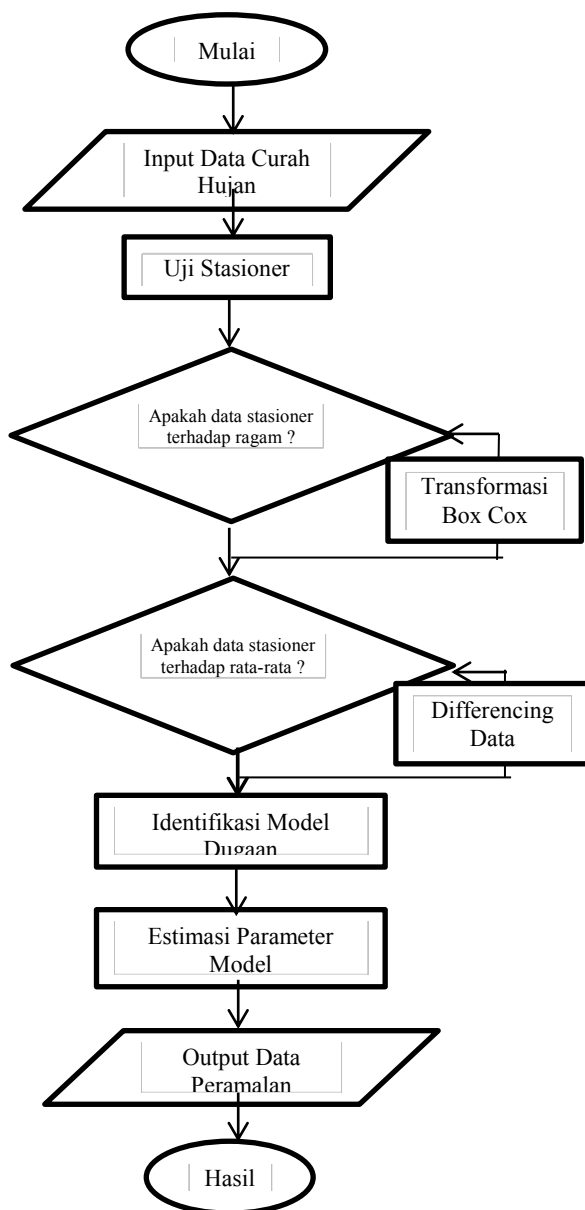 Mulai
Input Data Curah
Hujan
Uji Stasioner
Apakah data stasioner
terhadap ragam ?
Transformasi
Box Cox
Apakah data stasioner
terhadap rata-rata ?
Differencing
Data
Identifikasi Model
Dugaan
Estimasi Parameter
Model
Output Data
Peramalan
Hasil